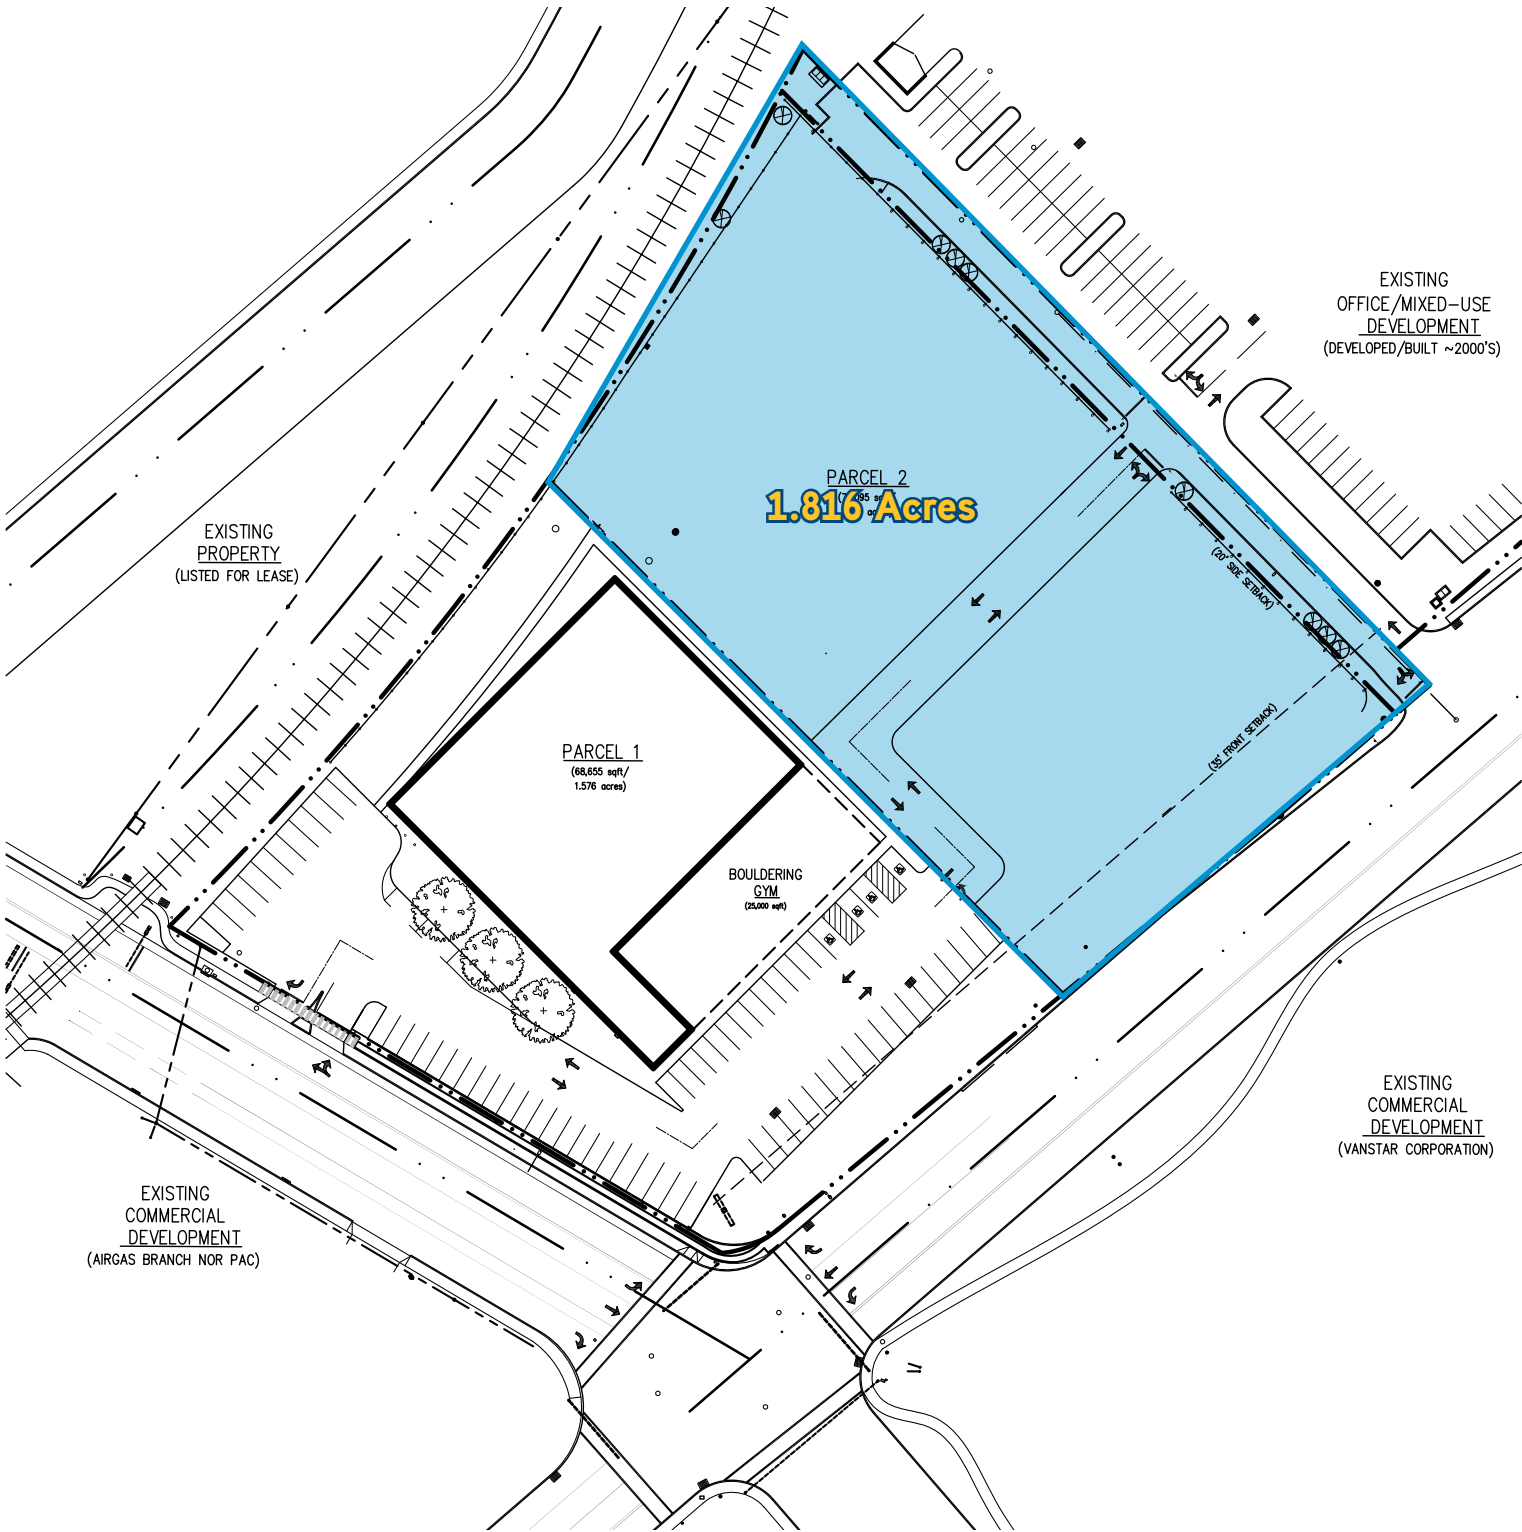 EXISTING
OFFICE/MIXED-USE
DEVELOPMENT
(DEVELOPED/BUILT ~2000'S)
PARCEL 2
1.816 Acres
EXISTING
PROPERTY
(LISTED FOR LEASE)
(20' SIDE SETBACK)
(35' FRONT SETBACK)
PARCEL 1
(68,655 sqft/
1.576 acres)
BOULDERING
GYM
(25,000 sqft)
EXISTING
COMMERCIAL
DEVELOPMENT
(VANSTAR CORPORATION)
EXISTING
COMMERCIAL
DEVELOPMENT
(AIRGAS BRANCH NOR PAC)